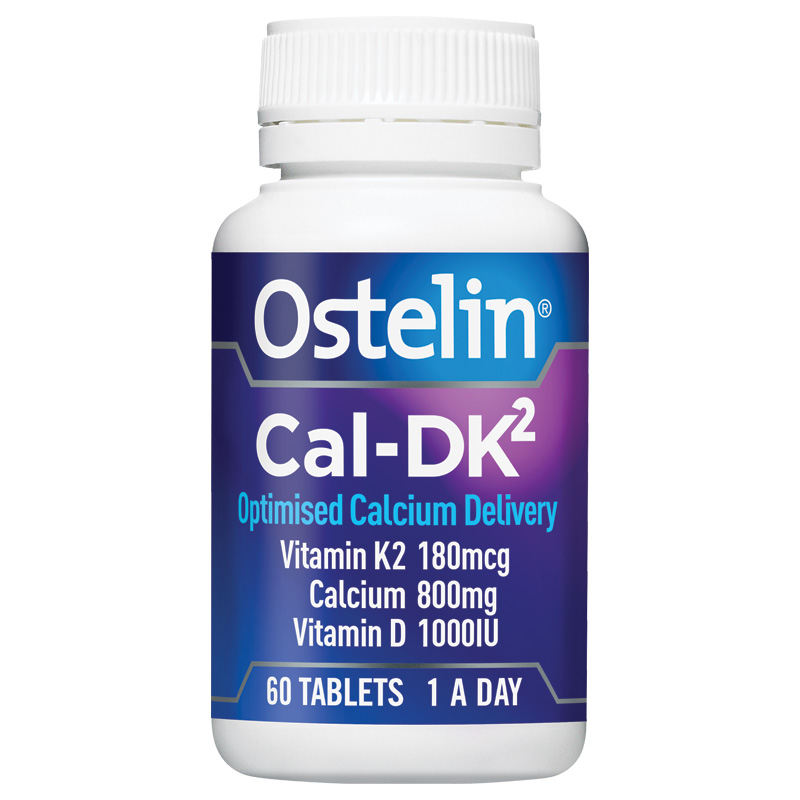 Ostelin®
Cal-DK²
Optimised Calcium Delivery
Vitamin K2 180mcg
Calcium 800mg
Vitamin D 1000IU
60 TABLETS 1 A DAY